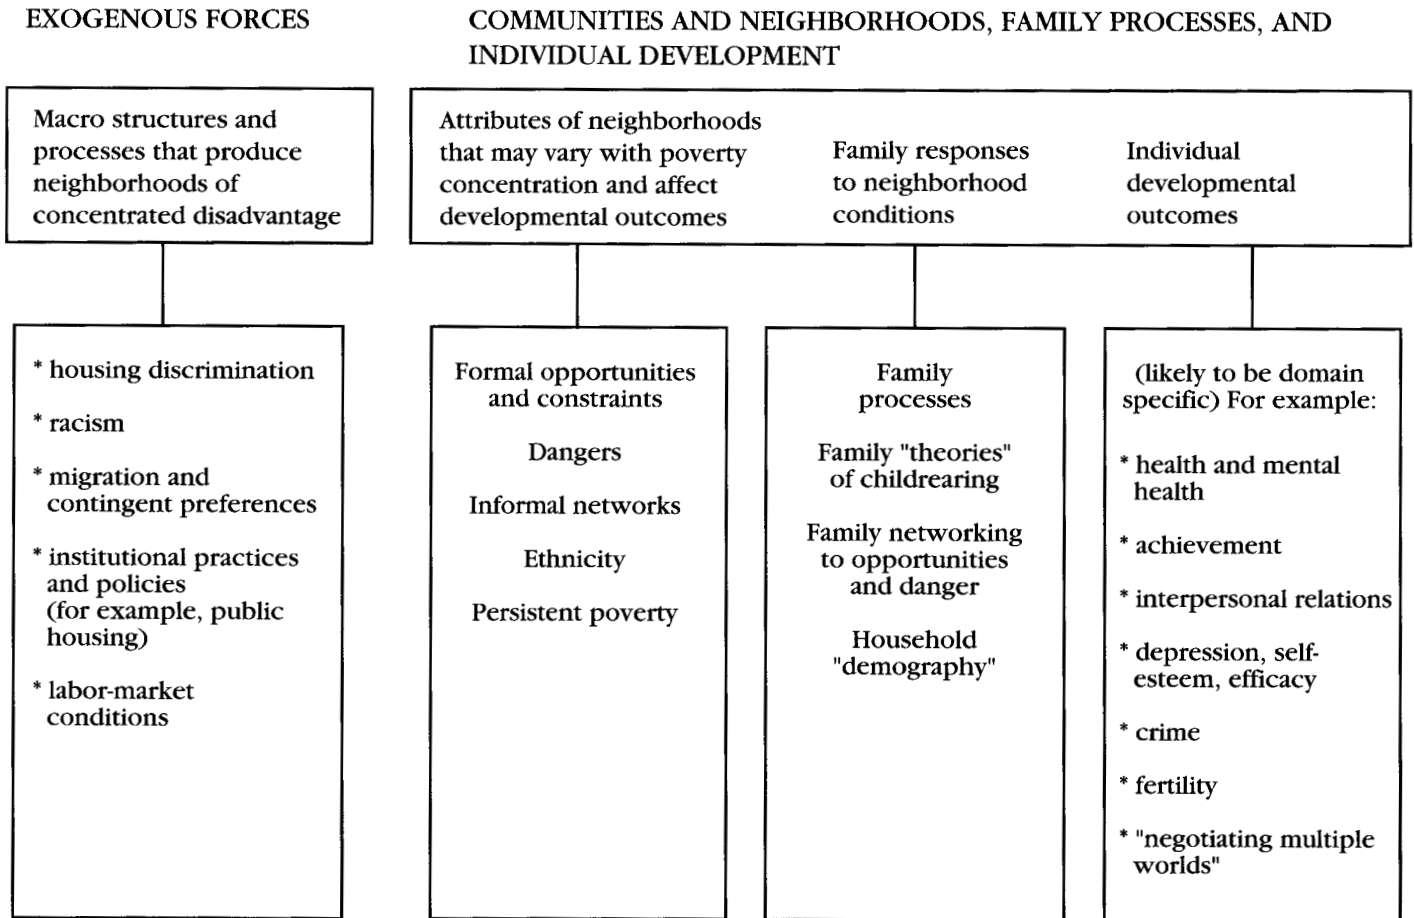 EXOGENOUS FORCES
COMMUNITIES AND NEIGHBORHOODS, FAMILY PROCESSES, AND
INDIVIDUAL DEVELOPMENT
Macro structures and
processes that produce
neighborhoods of
concentrated disadvantage
Attributes of neighborhoods
that may vary with poverty
concentration and affect
developmental outcomes
Family responses
to neighborhood
conditions
Individual
developmental
outcomes
* housing discrimination
* racism
* migration and
contingent preferences
* institutional practices
and policies
(for example, public
housing)
* labor-market
conditions
Formal opportunities
and constraints
Dangers
Informal networks
Ethnicity
Persistent poverty
Family
processes
Family "theories"
of childrearing
Family networking
to opportunities
and danger
Household
"demography"
(likely to be domain
specific) For example:
* health and mental
health
* achievement
* interpersonal relations
* depression, self-
esteem, efficacy
* crime
* fertility
* "negotiating multiple
worlds"